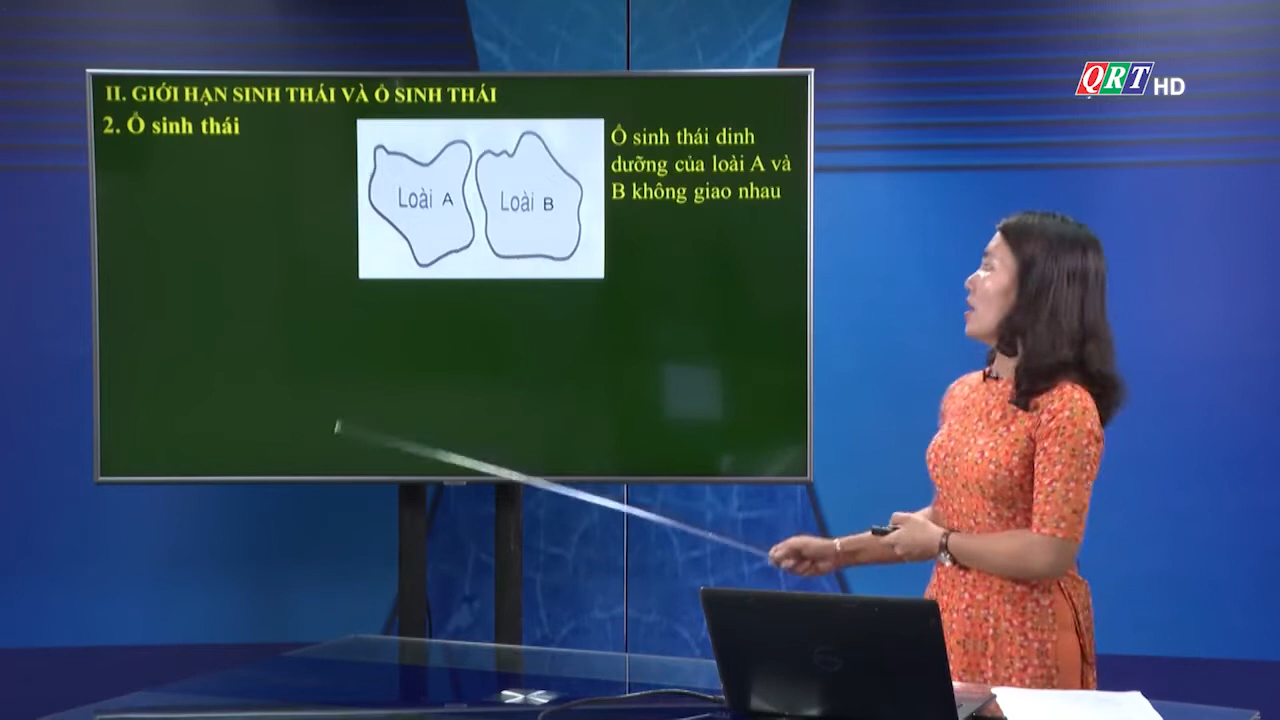 QRT HD
II. GIỚI HẠN SINH THÁI VÀ Ổ SINH THÁI
2. Ổ sinh thái
Loài A
Loài B
Ổ sinh thái dinh
dưỡng của loài A và
B không giao nhau